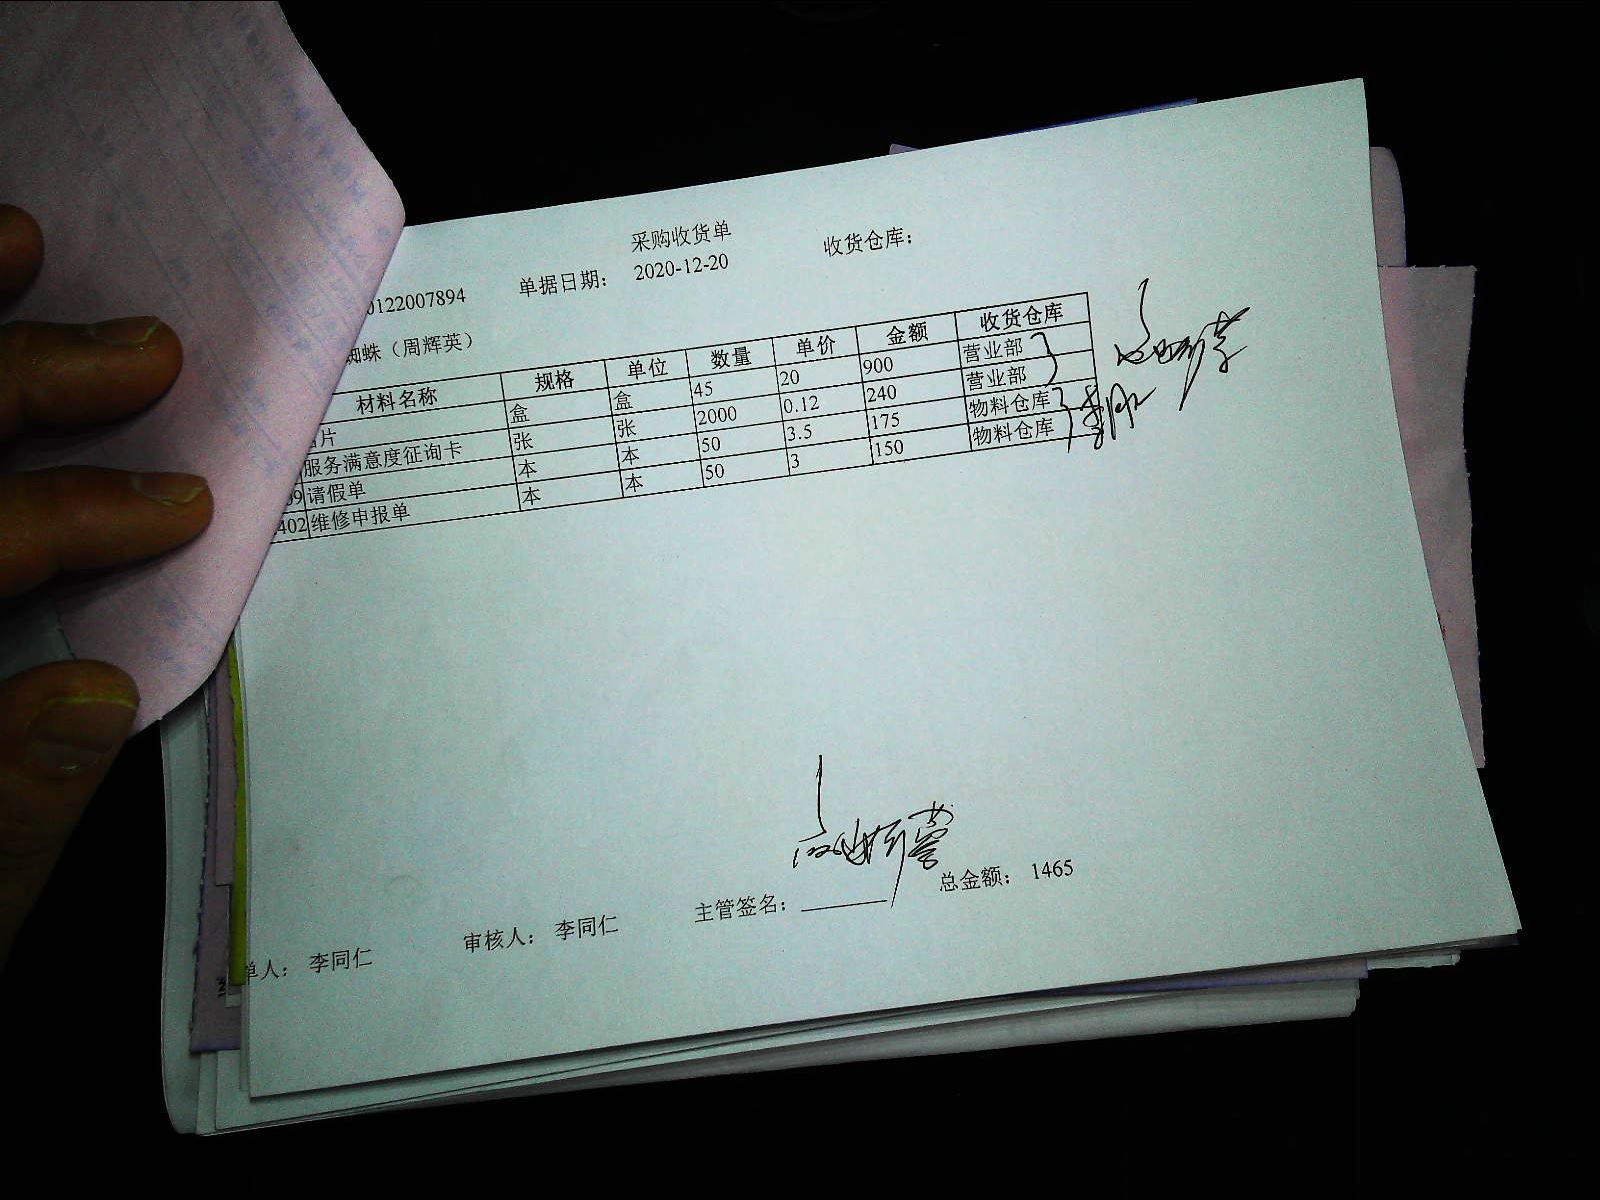 采购收货单
0122007894 单据日期： 2020-12-20 收货仓库：
蜘蛛（周辉英）
材料名称 规格 单位 数量 单价 金额 收货仓库
片 盒 盒 45 20 900 营业部
服务满意度征询卡 张 张 2000 0.12 240 营业部
09 请假单 本 本 50 3.5 175 物料仓库
402 维修申报单 本 本 50 3 150 物料仓库
单人： 李同仁 审核人： 李同仁 主管签名： 总金额： 1465